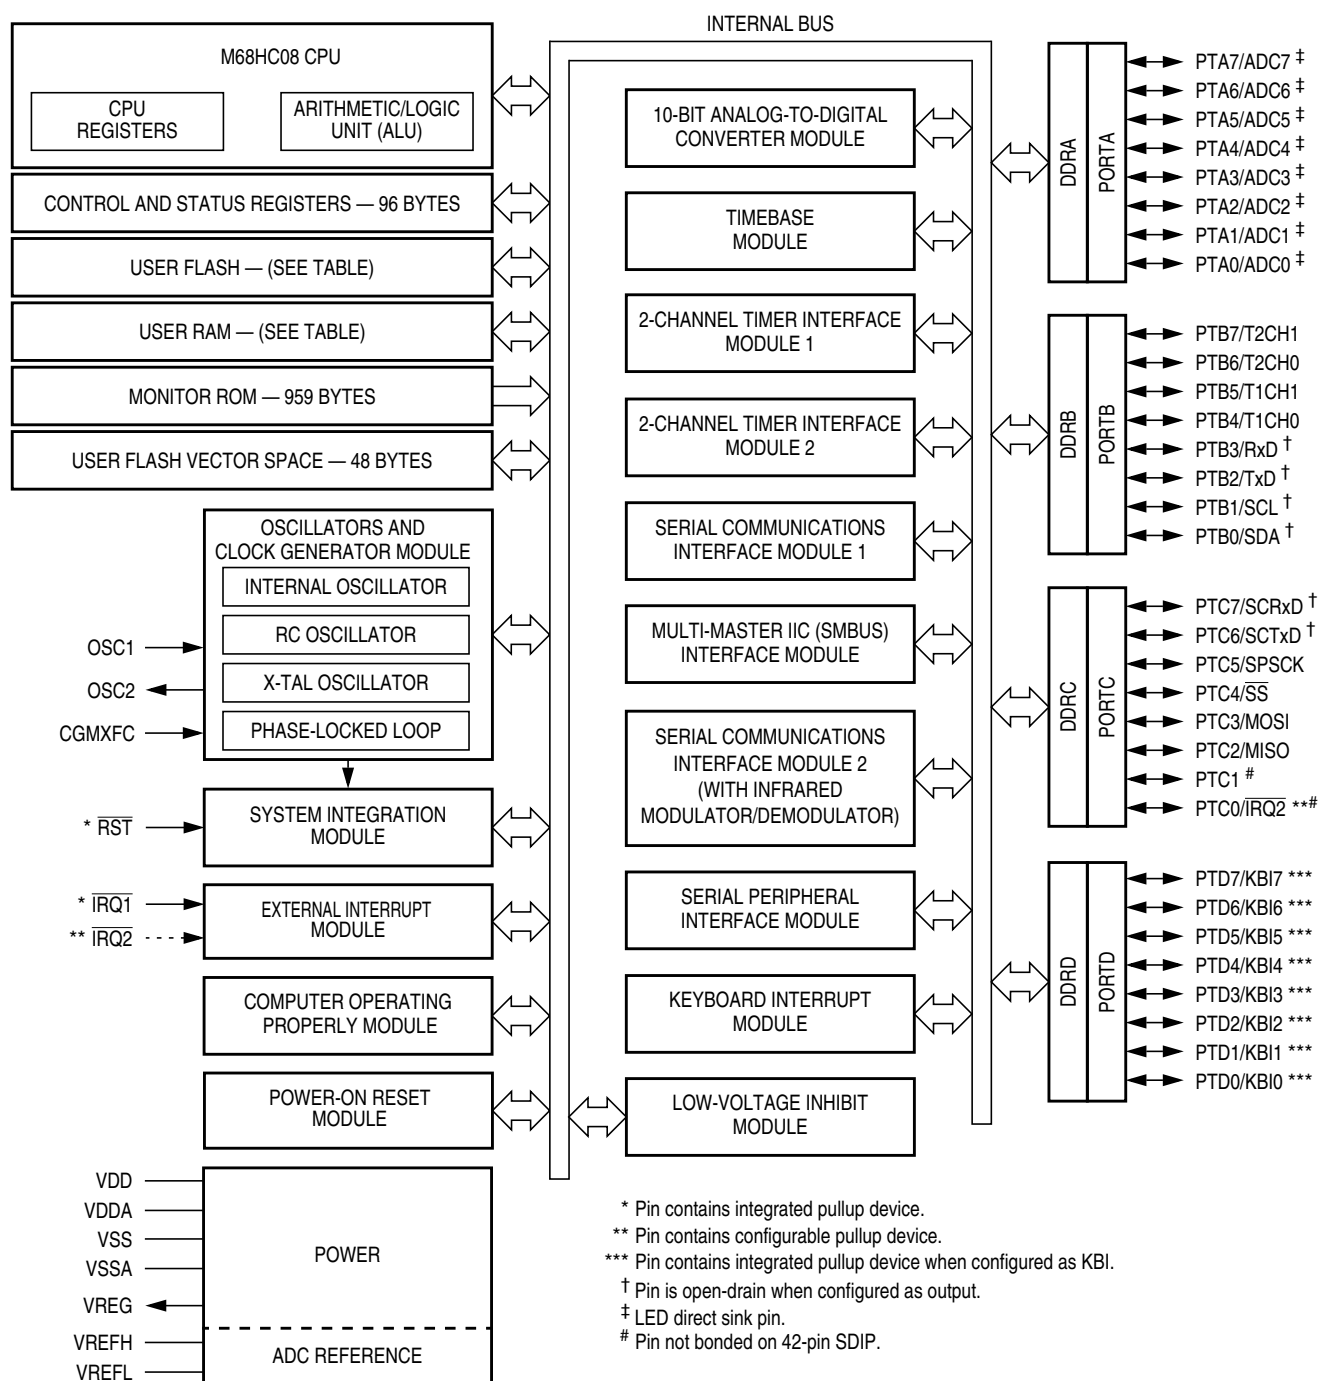 INTERNAL BUS
M68HC08 CPU
CPU
REGISTERS
ARITHMETIC/LOGIC
UNIT (ALU)
CONTROL AND STATUS REGISTERS — 96 BYTES
USER FLASH — (SEE TABLE)
USER RAM — (SEE TABLE)
MONITOR ROM — 959 BYTES
USER FLASH VECTOR SPACE — 48 BYTES
OSCILLATORS AND
CLOCK GENERATOR MODULE
INTERNAL OSCILLATOR
RC OSCILLATOR
X-TAL OSCILLATOR
PHASE-LOCKED LOOP
OSC1
OSC2
CGMXFC
SYSTEM INTEGRATION
MODULE
* R̅S̅T̅
EXTERNAL INTERRUPT
MODULE
* I̅R̅Q̅1̅
** I̅R̅Q̅2̅
COMPUTER OPERATING
PROPERLY MODULE
POWER-ON RESET
MODULE
VDD
VDDA
VSS
VSSA
VREG
VREFH
VREFL
POWER
ADC REFERENCE
10-BIT ANALOG-TO-DIGITAL
CONVERTER MODULE
TIMEBASE
MODULE
2-CHANNEL TIMER INTERFACE
MODULE 1
2-CHANNEL TIMER INTERFACE
MODULE 2
SERIAL COMMUNICATIONS
INTERFACE MODULE 1
MULTI-MASTER IIC (SMBUS)
INTERFACE MODULE
SERIAL COMMUNICATIONS
INTERFACE MODULE 2
(WITH INFRARED
MODULATOR/DEMODULATOR)
SERIAL PERIPHERAL
INTERFACE MODULE
KEYBOARD INTERRUPT
MODULE
LOW-VOLTAGE INHIBIT
MODULE
DDRA
PORTA
PTA7/ADC7 ‡
PTA6/ADC6 ‡
PTA5/ADC5 ‡
PTA4/ADC4 ‡
PTA3/ADC3 ‡
PTA2/ADC2 ‡
PTA1/ADC1 ‡
PTA0/ADC0 ‡
DDRB
PORTB
PTB7/T2CH1
PTB6/T2CH0
PTB5/T1CH1
PTB4/T1CH0
PTB3/RxD †
PTB2/TxD †
PTB1/SCL †
PTB0/SDA †
DDRC
PORTC
PTC7/SCRxD †
PTC6/SCTxD †
PTC5/SPSCK
PTC4/S̅S̅
PTC3/MOSI
PTC2/MISO
PTC1 #
PTC0/I̅R̅Q̅2̅ **#
DDRD
PORTD
PTD7/KBI7 ***
PTD6/KBI6 ***
PTD5/KBI5 ***
PTD4/KBI4 ***
PTD3/KBI3 ***
PTD2/KBI2 ***
PTD1/KBI1 ***
PTD0/KBI0 ***
* Pin contains integrated pullup device.
** Pin contains configurable pullup device.
*** Pin contains integrated pullup device when configured as KBI.
† Pin is open-drain when configured as output.
‡ LED direct sink pin.
# Pin not bonded on 42-pin SDIP.